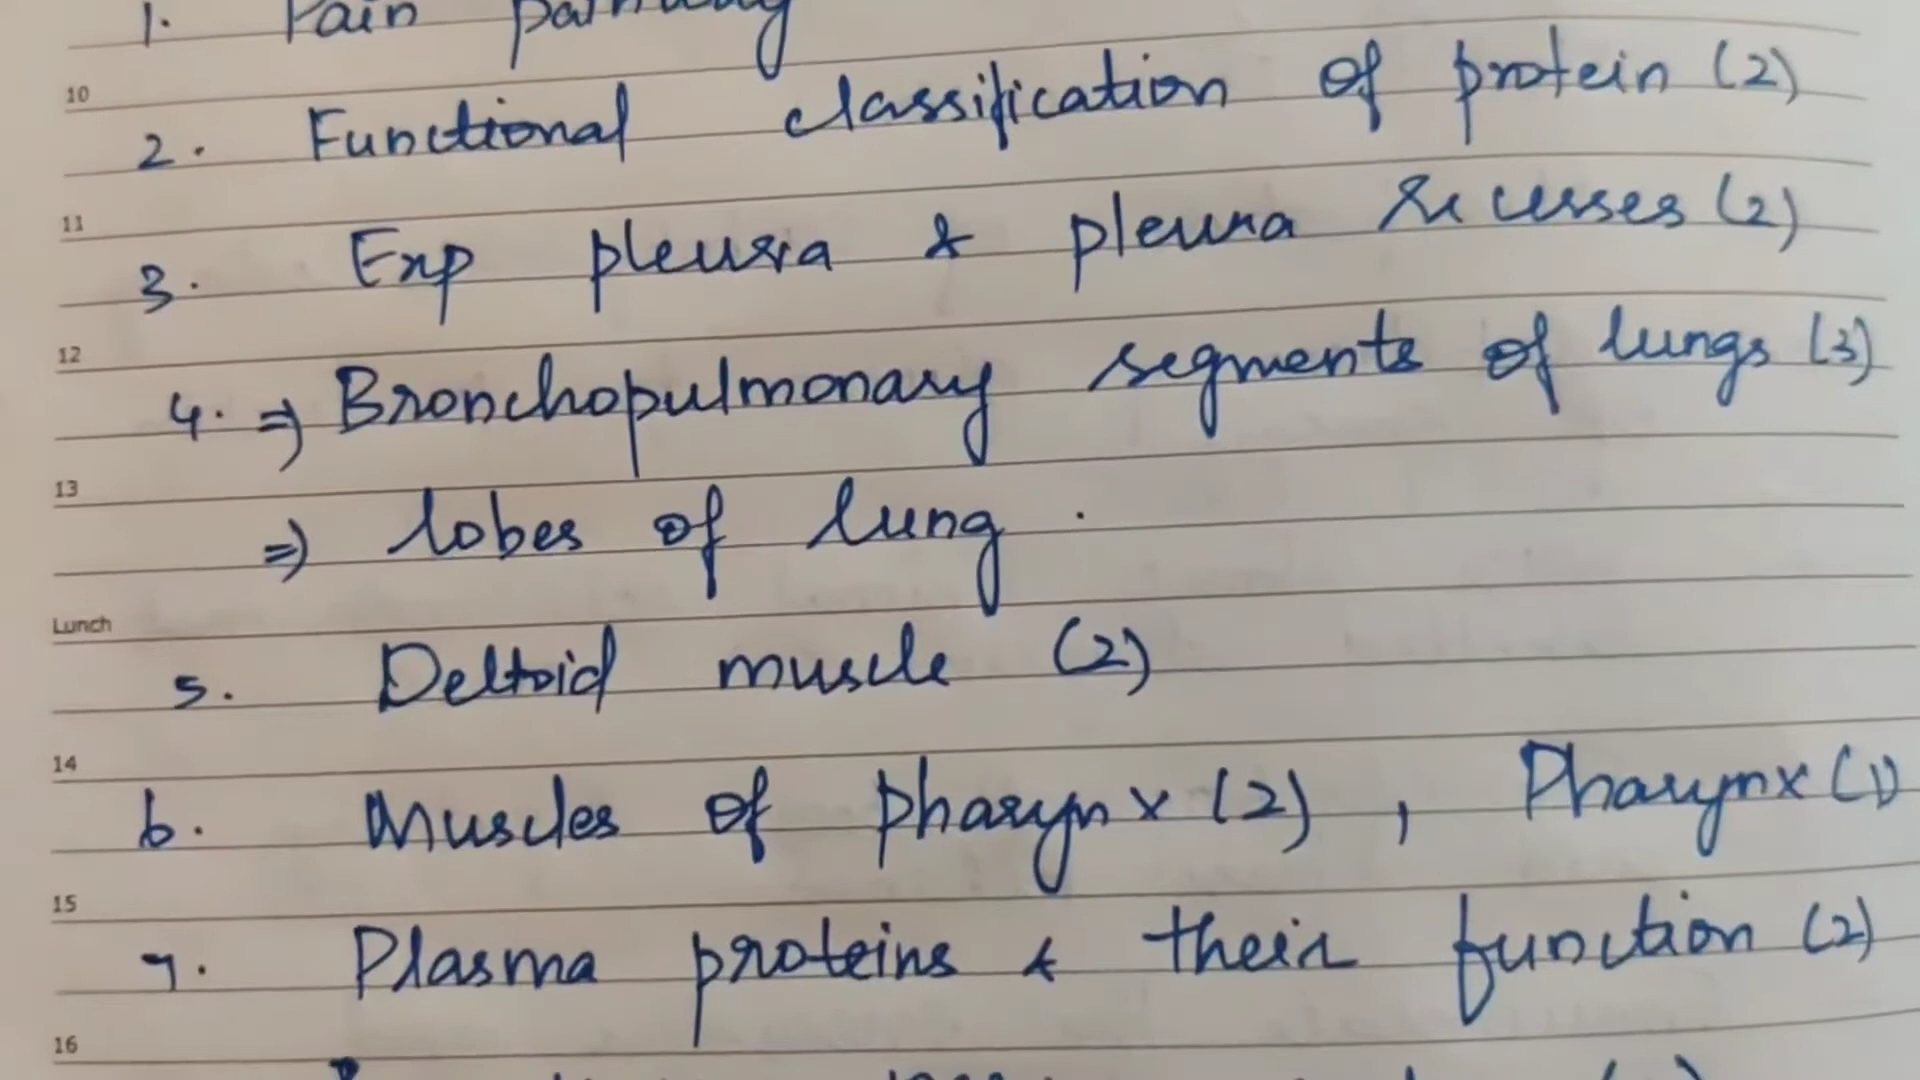 1. Pain pathway
10
2. Functional classification of protein (2)
11
3. Exp pleura & pleura recesses (2)
12
4. => Bronchopulmonary segments of lungs (3)
13
=> lobes of lung .
Lunch
5. Deltoid muscle (2)
14
6. Muscles of pharynx (2) , Pharynx (1)
15
7. Plasma proteins & their function (2)
16